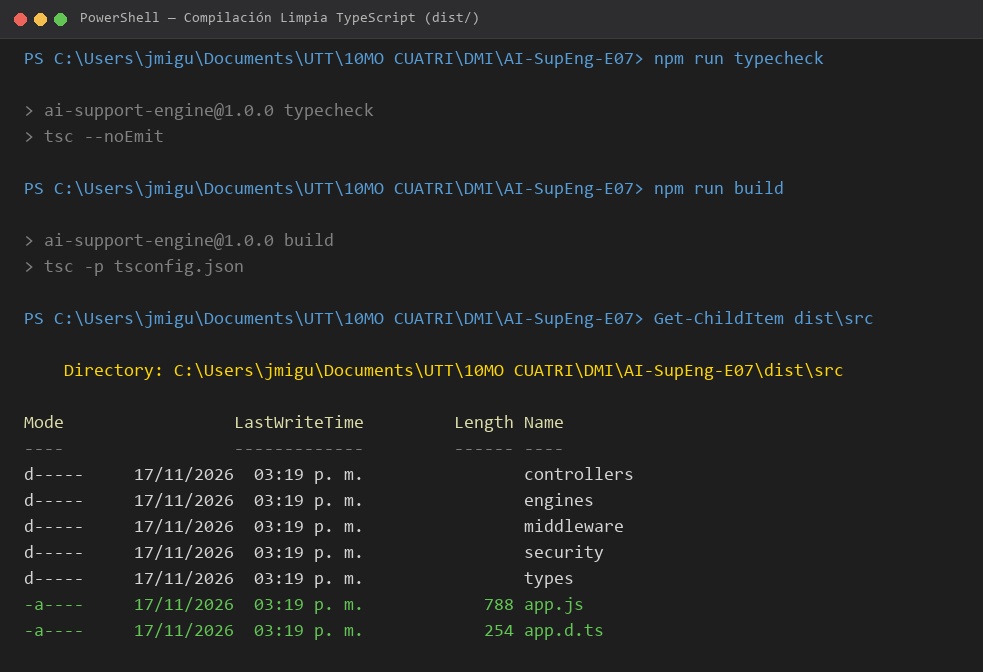 PowerShell — Compilación Limpia TypeScript (dist/)
PS C:\Users\jmigu\Documents\UTT\10MO CUATRI\DMI\AI-SupEng-E07> npm run typecheck
> ai-support-engine@1.0.0 typecheck
> tsc --noEmit
PS C:\Users\jmigu\Documents\UTT\10MO CUATRI\DMI\AI-SupEng-E07> npm run build
> ai-support-engine@1.0.0 build
> tsc -p tsconfig.json
PS C:\Users\jmigu\Documents\UTT\10MO CUATRI\DMI\AI-SupEng-E07> Get-ChildItem dist\src
    Directory: C:\Users\jmigu\Documents\UTT\10MO CUATRI\DMI\AI-SupEng-E07\dist\src
Mode                 LastWriteTime         Length Name
----                 -------------         ------ ----
d-----     17/11/2026  03:19 p. m.                controllers
d-----     17/11/2026  03:19 p. m.                engines
d-----     17/11/2026  03:19 p. m.                middleware
d-----     17/11/2026  03:19 p. m.                security
d-----     17/11/2026  03:19 p. m.                types
-a----     17/11/2026  03:19 p. m.            788 app.js
-a----     17/11/2026  03:19 p. m.            254 app.d.ts